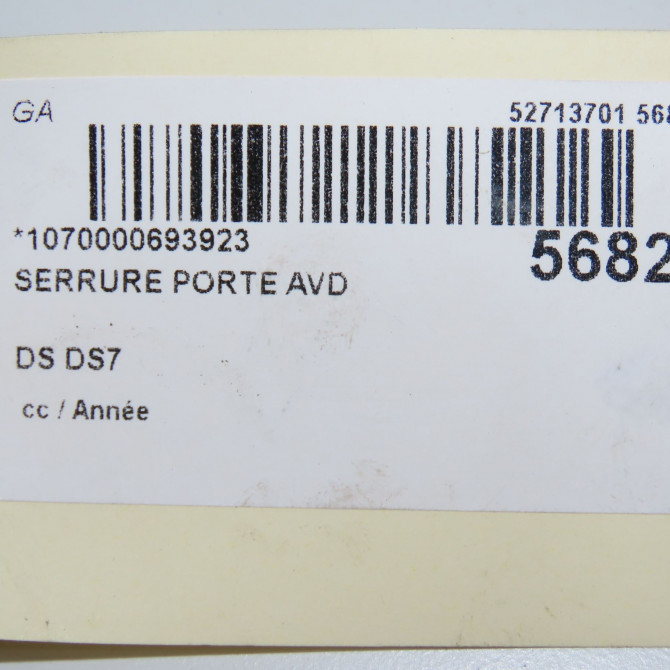 GA
52713701 568
*1070000693923
5682
SERRURE PORTE AVD
DS DS7
cc / Année